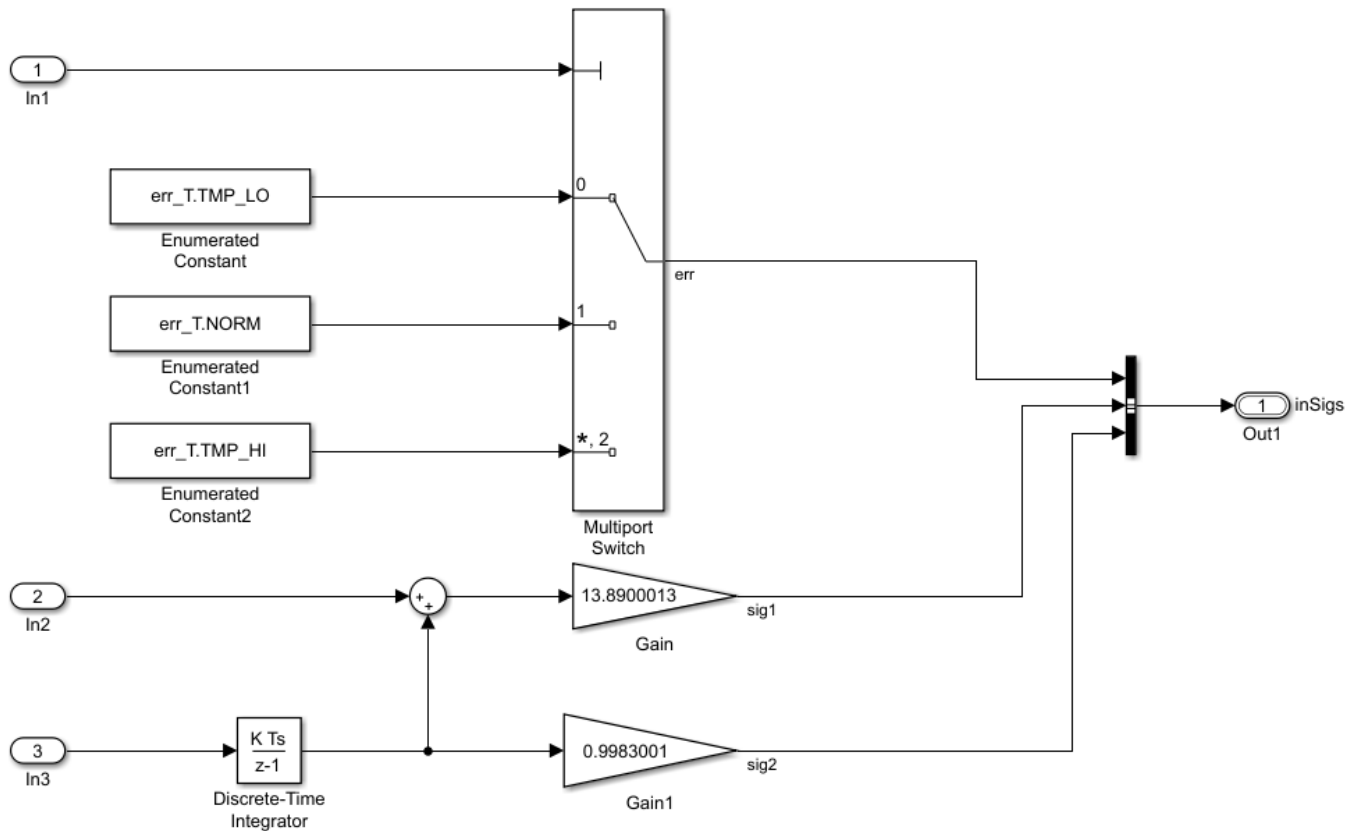 1
In1
err_T.TMP_LO
Enumerated
Constant
0
err
err_T.NORM
Enumerated
Constant1
1
err_T.TMP_HI
Enumerated
Constant2
*, 2
Multiport
Switch
1
Out1
inSigs
2
In2
+
+
13.8900013
Gain
sig1
3
In3
K Ts
z-1
Discrete-Time
Integrator
0.9983001
Gain1
sig2